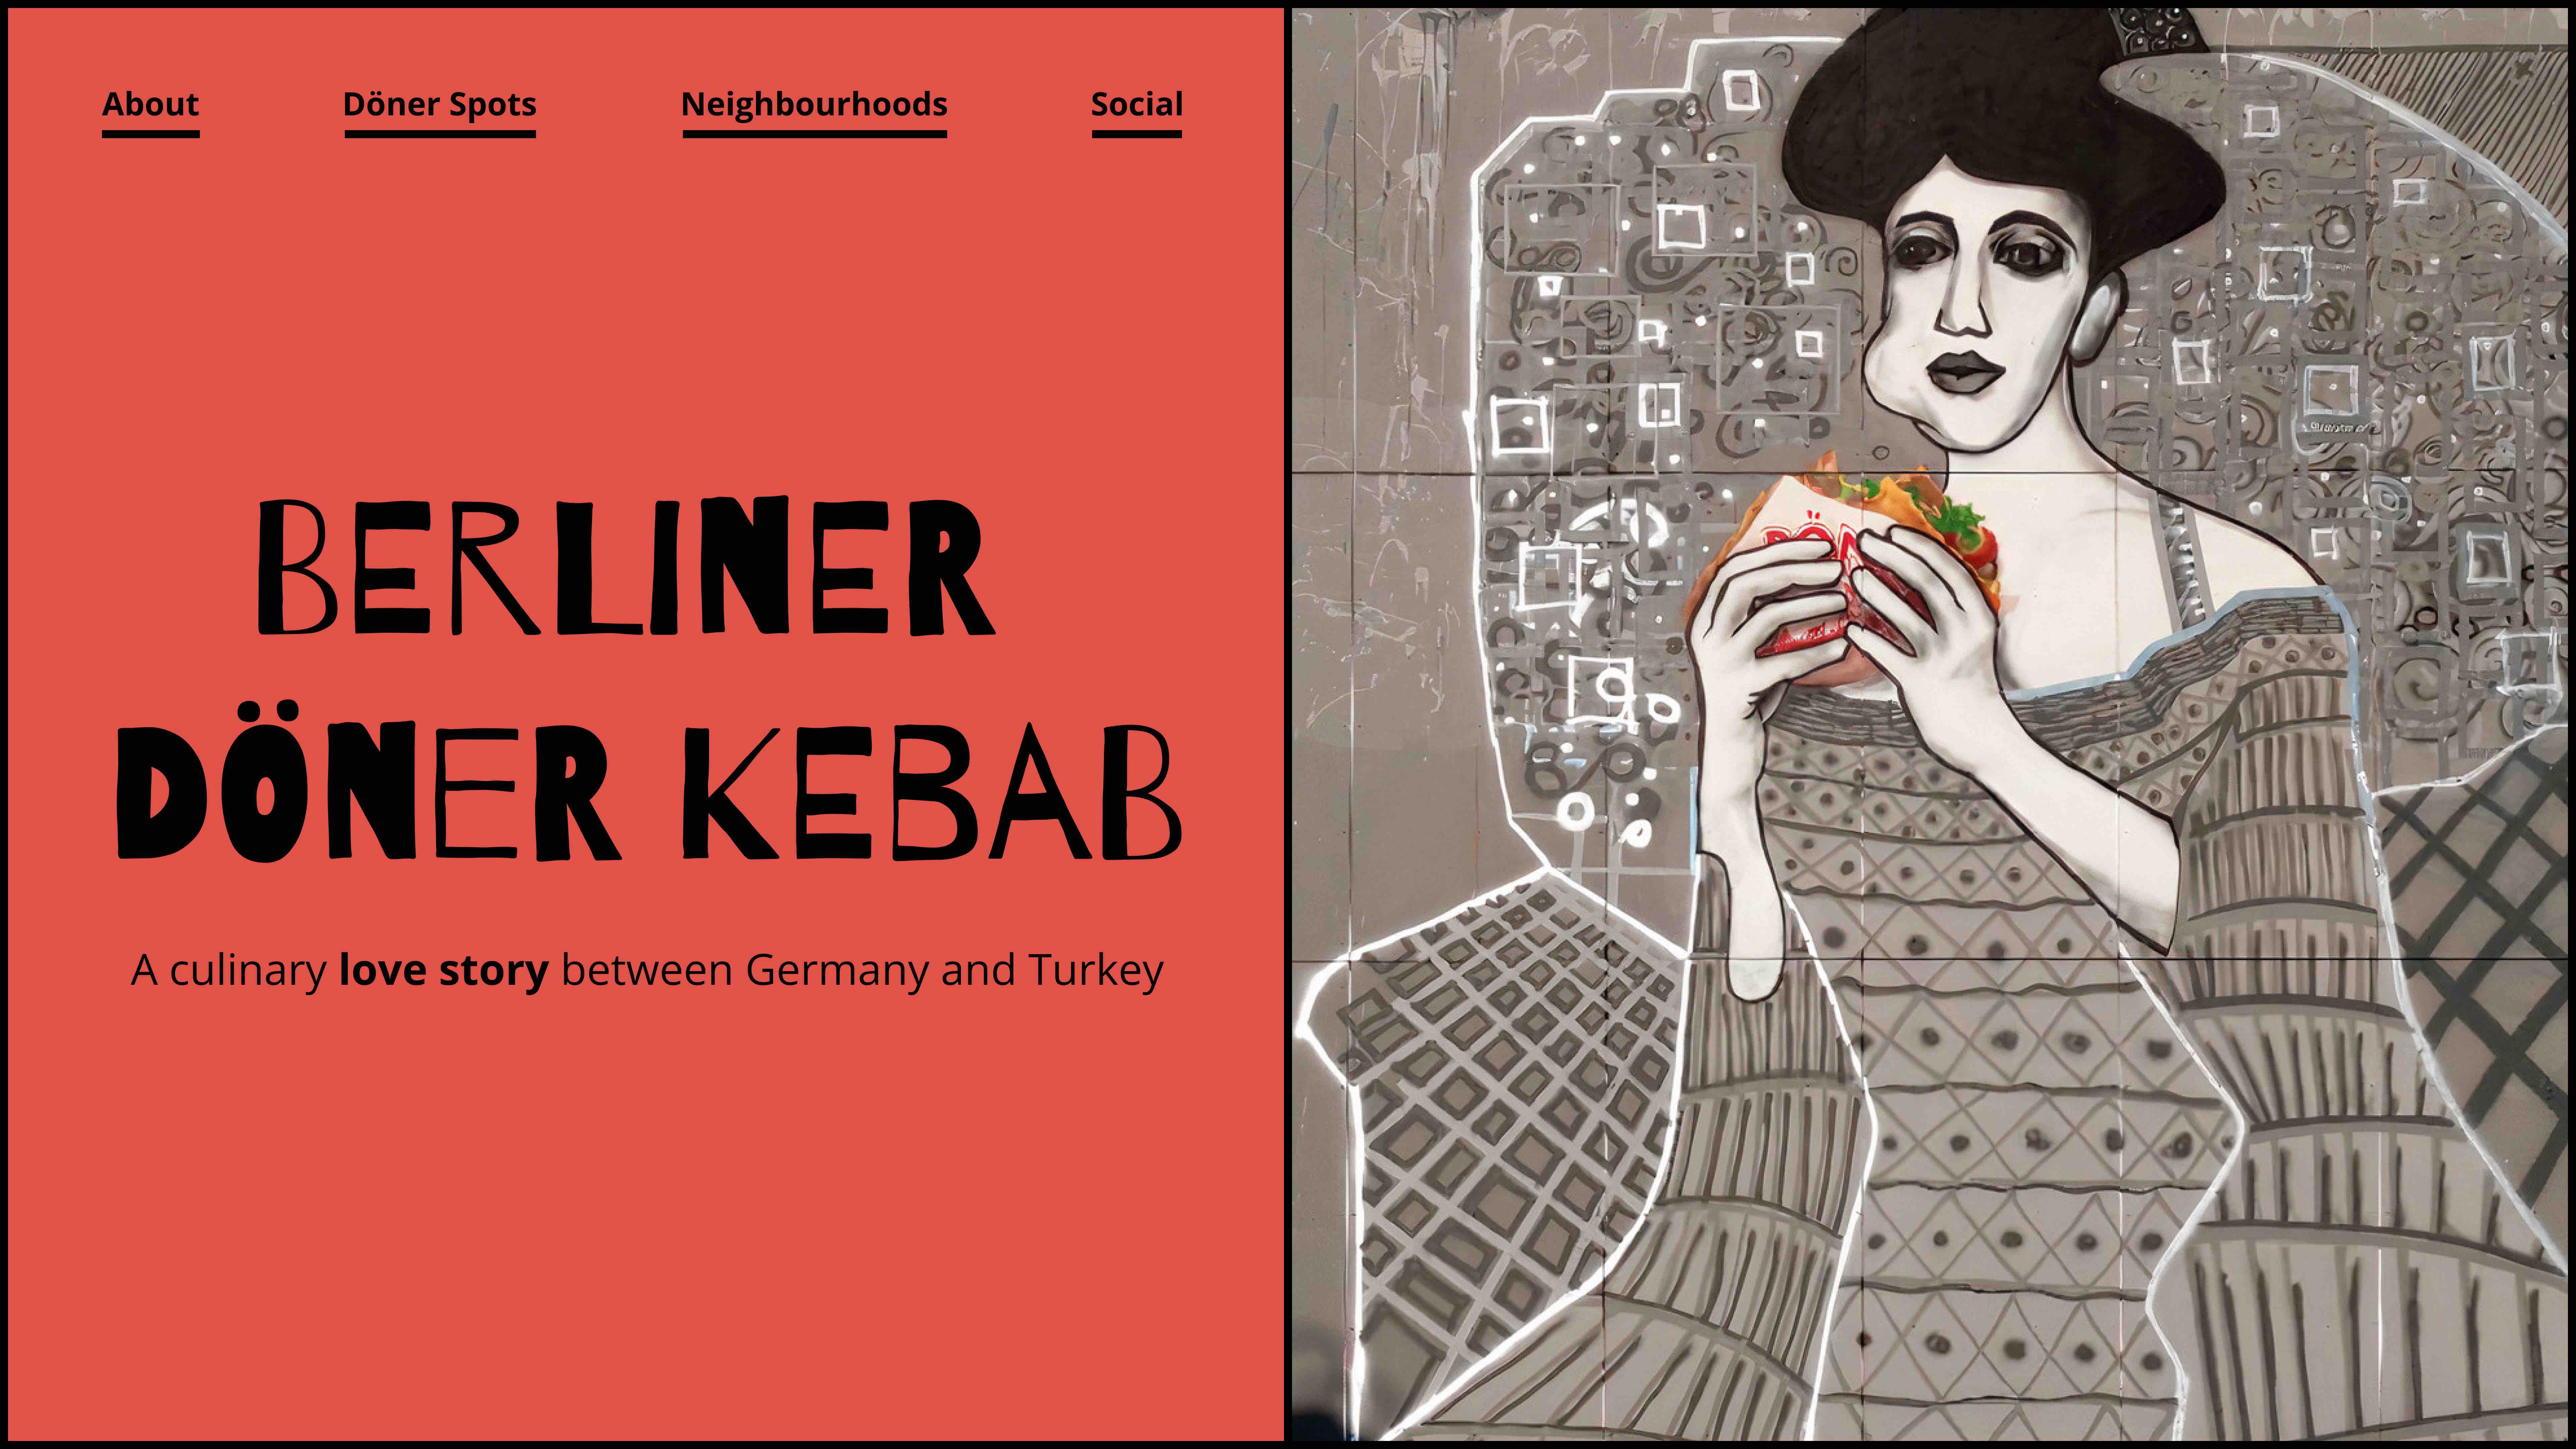 About
Döner Spots
Neighbourhoods
Social
BERLINER
DÖNER KEBAB
A culinary love story between Germany and Turkey